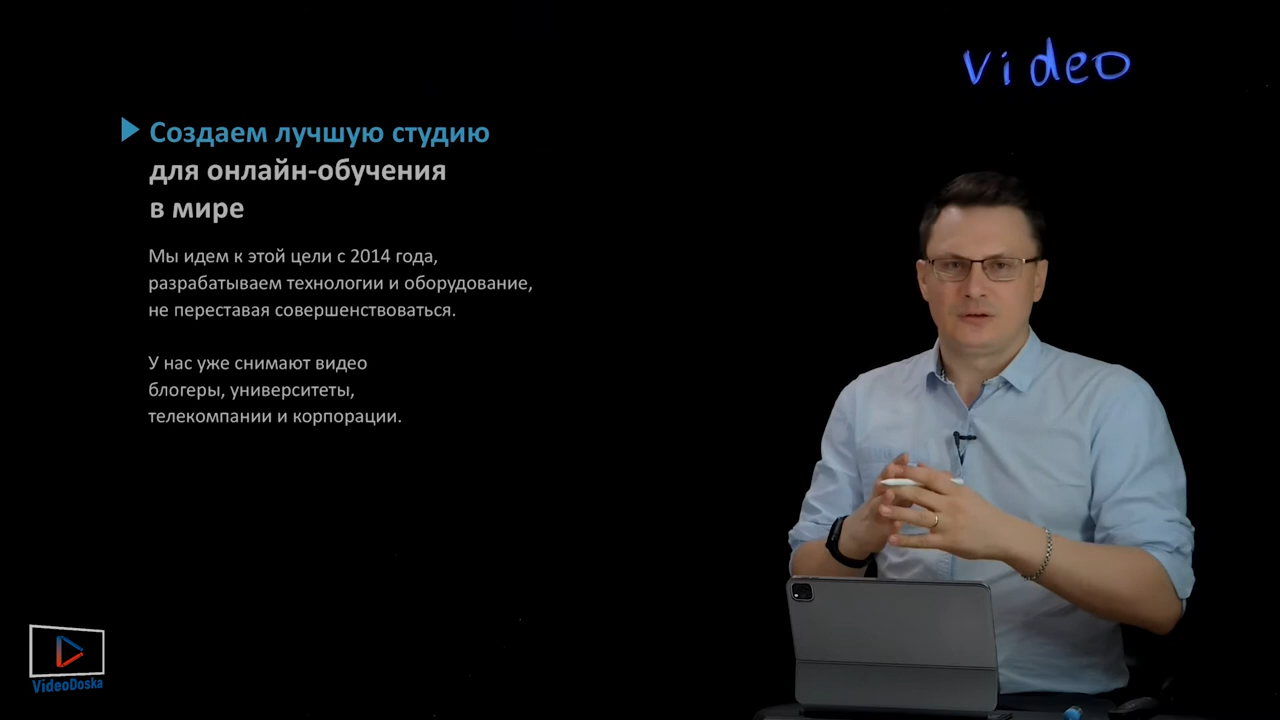 video
Создаем лучшую студию
для онлайн-обучения
в мире
Мы идем к этой цели с 2014 года,
разрабатываем технологии и оборудование,
не переставая совершенствоваться.
У нас уже снимают видео
блогеры, университеты,
телекомпании и корпорации.
VideoDoska